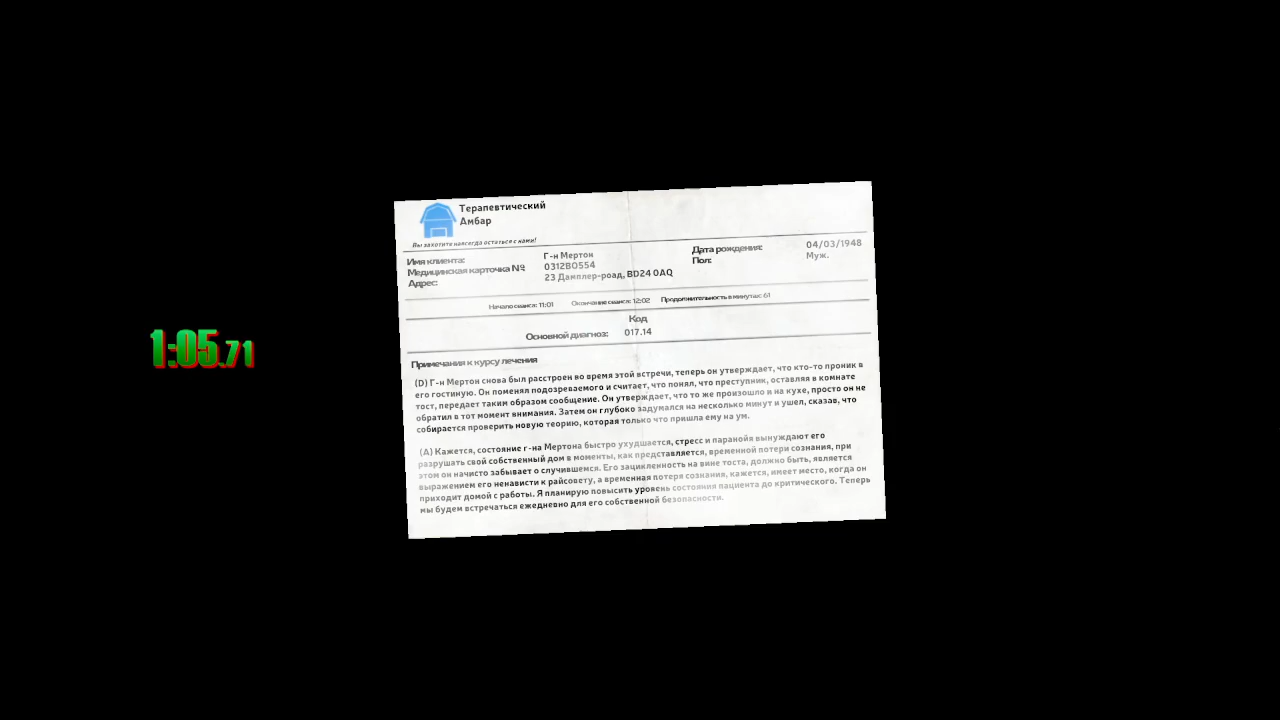 Терапевтический
Амбар
Вы захотите навсегда остаться с нами!
Имя клиента: Г-н Мертон Дата рождения: 04/03/1948
Медицинская карточка №: 0312BO554 Пол: Муж.
Адрес: 23 Дамплер-роад, BD24 0AQ
Начало сеанса: 11:01 Окончание сеанса: 12:02 Продолжительность в минутах: 61
Код
Основной диагноз: 017.14
1:05.71
Примечания к курсу лечения
(D) Г-н Мертон снова был расстроен во время этой встречи, теперь он утверждает, что кто-то проник в
его гостиную. Он поменял подозреваемого и считает, что понял, что преступник, оставляя в комнате
тост, передает таким образом сообщение. Он утверждает, что то же произошло и на кухе, просто он не
обратил в тот момент внимания. Затем он глубоко задумался на несколько минут и ушел, сказав, что
собирается проверить новую теорию, которая только что пришла ему на ум.
(A) Кажется, состояние г-на Мертона быстро ухудшается, стресс и паранойя вынуждают его
разрушать свой собственный дом в моменты, как представляется, временной потери сознания, при
этом он начисто забывает о случившемся. Его зацикленность на вине тоста, должно быть, является
выражением его ненависти к райсовету, а временная потеря сознания, кажется, имеет место, когда он
приходит домой с работы. Я планирую повысить уровень состояния пациента до критического. Теперь
мы будем встречаться ежедневно для его собственной безопасности.